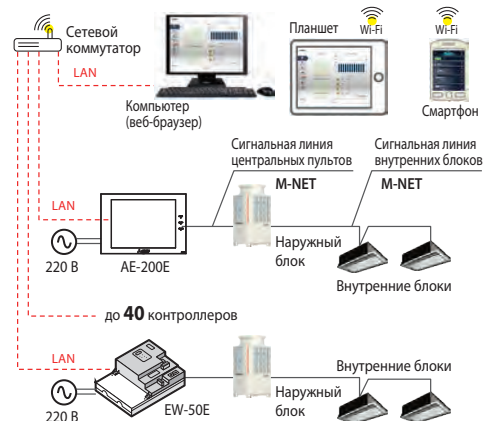 Сетевой
коммутатор
LAN
Компьютер
(веб-браузер)
Планшет
Wi-Fi
Wi-Fi
Смартфон
Сигнальная линия
центральных пультов
M-NET
Сигнальная линия
внутренних блоков
M-NET
LAN
220 В
AE-200E
Наружный
блок
Внутренние блоки
до 40 контроллеров
LAN
220 В
EW-50E
Наружный
блок
Внутренние блоки